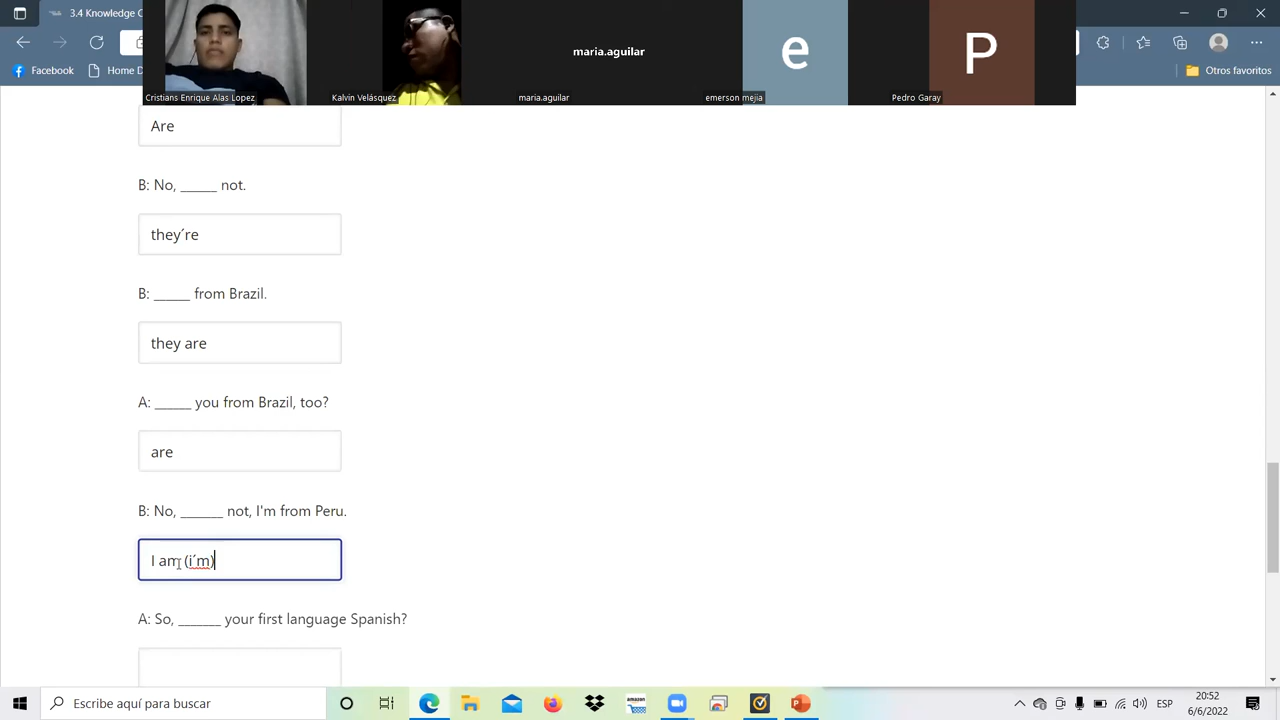 3.4 Knowled
Facebook
Home D
Otros favoritos
Cristians Enrique Alas Lopez
Kalvin Velásquez
maria.aguilar
maria.aguilar
e
emerson mejia
P
Pedro Garay
Are
B: No, _____ not.
they´re
B: _____ from Brazil.
they are
A: _____ you from Brazil, too?
are
B: No, ______ not, I'm from Peru.
I am (i´m)
A: So, _______ your first language Spanish?
Escribe aquí para buscar
amazon
ESP
20:52
6/6/2022